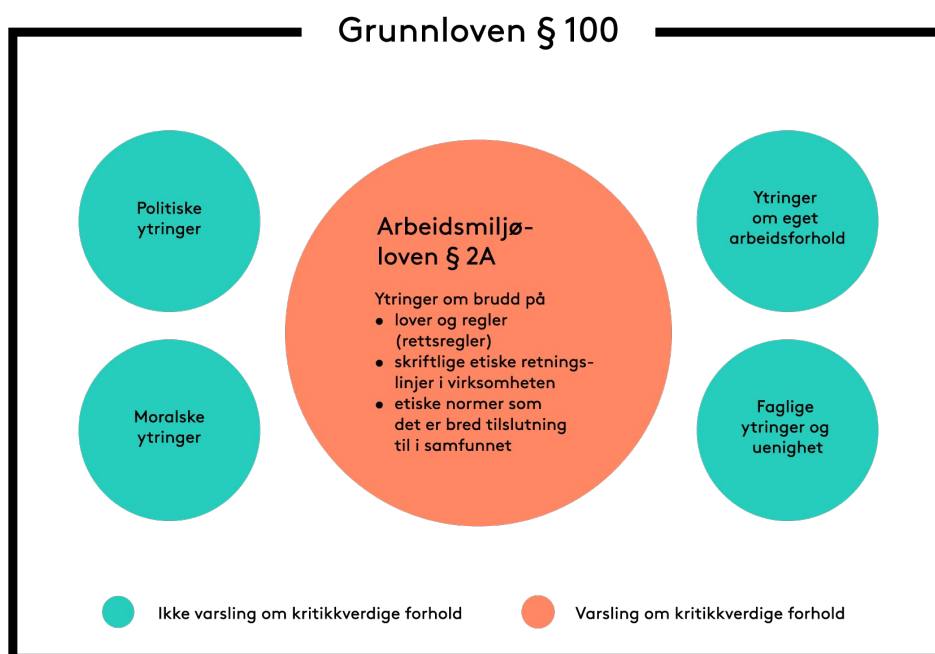 Grunnloven § 100
Politiske
ytringer
Moralske
ytringer
Arbeidsmiljø-
loven § 2A
Ytringer om brudd på
• lover og regler
(rettsregler)
• skriftlige etiske retnings-
linjer i virksomheten
• etiske normer som
det er bred tilslutning
til i samfunnet
Ytringer
om eget
arbeidsforhold
Faglige
ytringer og
uenighet
Ikke varsling om kritikkverdige forhold
Varsling om kritikkverdige forhold